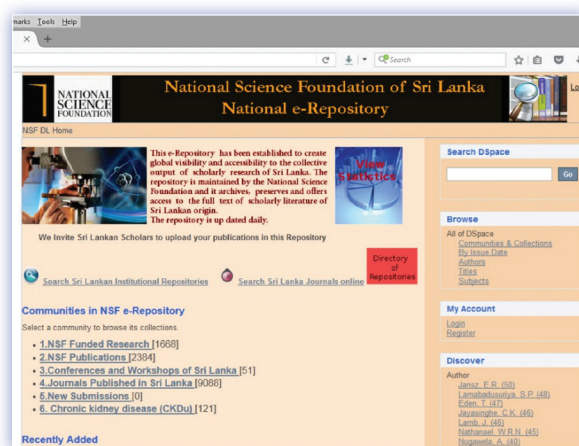 marks Tools Help
× +
Search
NATIONAL
SCIENCE
FOUNDATION
National Science Foundation of Sri Lanka
National e-Repository
Lo
NSF DL Home
This e-Repository has been established to create
global visibility and accessibility to the collective
output of scholarly research of Sri Lanka. The
repository is maintained by the National Science
Foundation and it archives, preserves and offers
access to the full text of scholarly literature of
Sri Lankan origin.
The repository is up dated daily.
View
Statistics
We Invite Sri Lankan Scholars to upload your publications in this Repository
Search Sri Lankan Institutional Repositories
Search Sri Lanka Journals online
Directory
of
Repositories
Communities in NSF e-Repository
Select a community to browse its collections.
• 1.NSF Funded Research [1668]
• 2.NSF Publications [2384]
• 3.Conferences and Workshops of Sri Lanka [51]
• 4.Journals Published in Sri Lanka [9088]
• 5.New Submissions [0]
• 6. Chronic kidney disease (CKDu) [121]
Recently Added
Search DSpace
Go
Browse
All of DSpace
Communities & Collections
By Issue Date
Authors
Titles
Subjects
My Account
Login
Register
Discover
Author
Jansz, E.R. (50)
Lamabadusuriya, S.P. (48)
Eden, T. (47)
Jayasinghe, C.K. (46)
Lamb, J. (46)
Nathanael, W.R.N. (45)
Nugawela, A. (40)